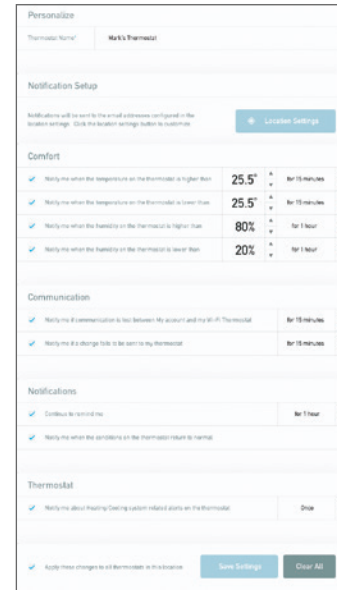 Personalize
Thermostat Name* Mark's Thermostat
Notification Setup
Notifications will be sent to the email addresses configured in the
location settings. Click the location settings button to customize.
Location Settings
Comfort
Notify me when the temperature on the thermostat is higher than 25.5° for 15 minutes
Notify me when the temperature on the thermostat is lower than 25.5° for 15 minutes
Notify me when the humidity on the thermostat is higher than 80% for 1 hour
Notify me when the humidity on the thermostat is lower than 20% for 1 hour
Communication
Notify me if communication is lost between My account and my Wi-Fi Thermostat for 15 minutes
Notify me if a change fails to be sent to my thermostat for 15 minutes
Notifications
Continue to remind me for 1 hour
Notify me when the conditions on the thermostat return to normal
Thermostat
Notify me about Heating/Cooling system related alerts on the thermostat Once
Apply these changes to all thermostats in this location Save Settings Clear All